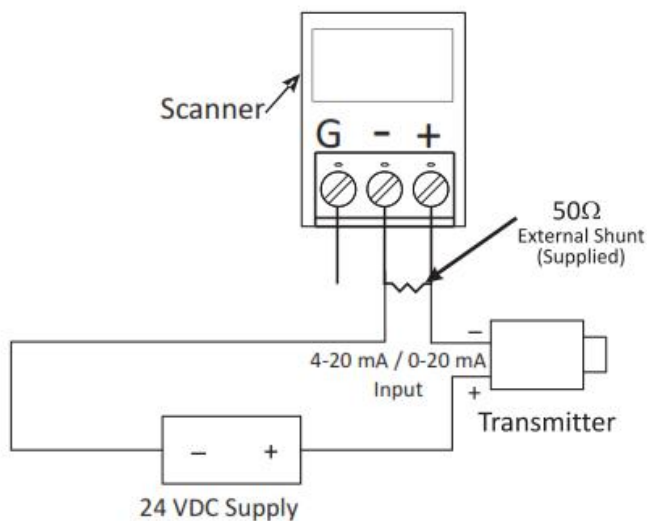 Scanner
G - +
50Ω
External Shunt
(Supplied)
4-20 mA / 0-20 mA
Input
–
+
Transmitter
– +
24 VDC Supply